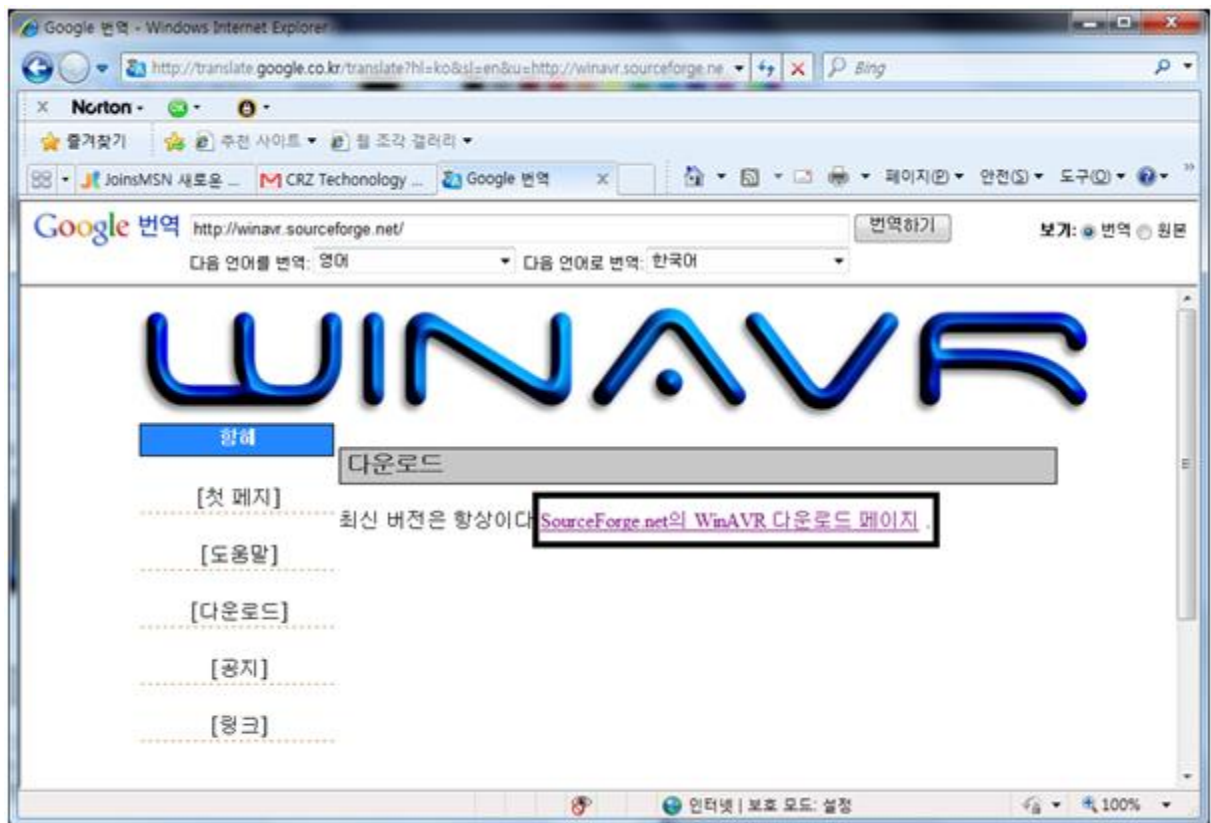 Google 번역 - Windows Internet Explorer
http://translate.google.co.kr/translate?hl=ko&sl=en&u=http://winavr.sourceforge.ne
Bing
x Norton -
즐겨찾기 추천 사이트 웹 조각 갤러리
JoinsMSN 새로운 ... CRZ Techonology ... Google 번역 x 페이지(P) 안전(S) 도구(O) »
Google 번역 http://winavr.sourceforge.net/ 번역하기 보기: 번역 원본
다음 언어를 번역: 영어 다음 언어로 번역: 한국어
WINAVR
항해
다운로드
[첫 페지]
최신 버전은 항상이다 SourceForge.net의 WinAVR 다운로드 페이지 .
[도움말]
[다운로드]
[공지]
[링크]
인터넷 | 보호 모드: 설정 100%